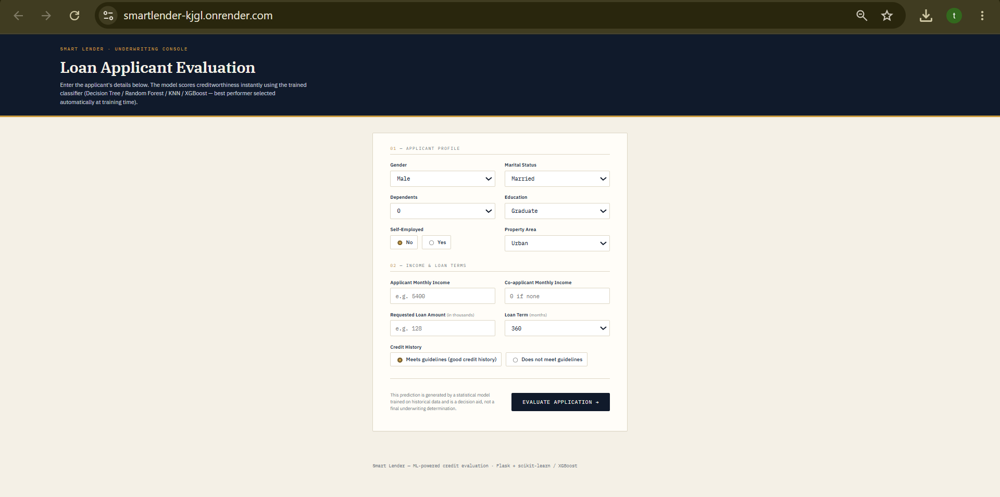 smartlender-kjgl.onrender.com
t
SMART LENDER · UNDERWRITING CONSOLE
Loan Applicant Evaluation
Enter the applicant's details below. The model scores creditworthiness instantly using the trained
classifier (Decision Tree / Random Forest / KNN / XGBoost — best performer selected
automatically at training time).
01 — APPLICANT PROFILE
Gender
Male
Marital Status
Married
Dependents
0
Education
Graduate
Self-Employed
No
Yes
Property Area
Urban
02 — INCOME & LOAN TERMS
Applicant Monthly Income
e.g. 5400
Co-applicant Monthly Income
0 if none
Requested Loan Amount (in thousands)
e.g. 128
Loan Term (months)
360
Credit History
Meets guidelines (good credit history)
Does not meet guidelines
This prediction is generated by a statistical model
trained on historical data and is a decision aid, not a
final underwriting determination.
EVALUATE APPLICATION →
Smart Lender — ML-powered credit evaluation · Flask + scikit-learn / XGBoost